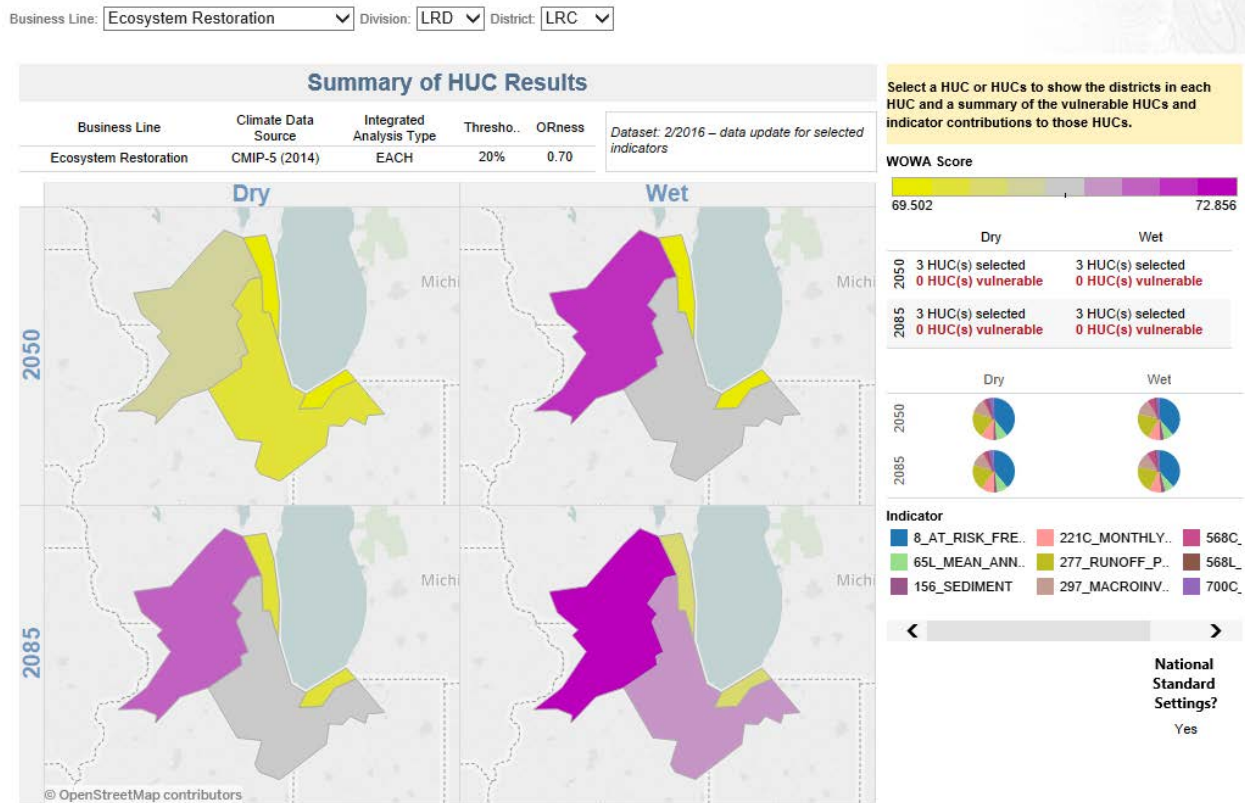 Business Line: Ecosystem Restoration Division: LRD District: LRC
Summary of HUC Results
Business Line Climate Data Source Integrated Analysis Type Thresho.. ORness
Ecosystem Restoration CMIP-5 (2014) EACH 20% 0.70
Dataset: 2/2016 – data update for selected
indicators
Select a HUC or HUCs to show the districts in each
HUC and a summary of the vulnerable HUCs and
indicator contributions to those HUCs.
WOWA Score
69.502 72.856
Dry Wet
2050
Michi
Michi
2085
Michi
Michi
© OpenStreetMap contributors
Dry Wet
2050
3 HUC(s) selected 3 HUC(s) selected
0 HUC(s) vulnerable 0 HUC(s) vulnerable
2085
3 HUC(s) selected 3 HUC(s) selected
0 HUC(s) vulnerable 0 HUC(s) vulnerable
Dry Wet
2050
2085
Indicator
8_AT_RISK_FRE.. 221C_MONTHLY.. 568C_
65L_MEAN_ANN.. 277_RUNOFF_P.. 568L_
156_SEDIMENT 297_MACROINV.. 700C_
National
Standard
Settings?
Yes